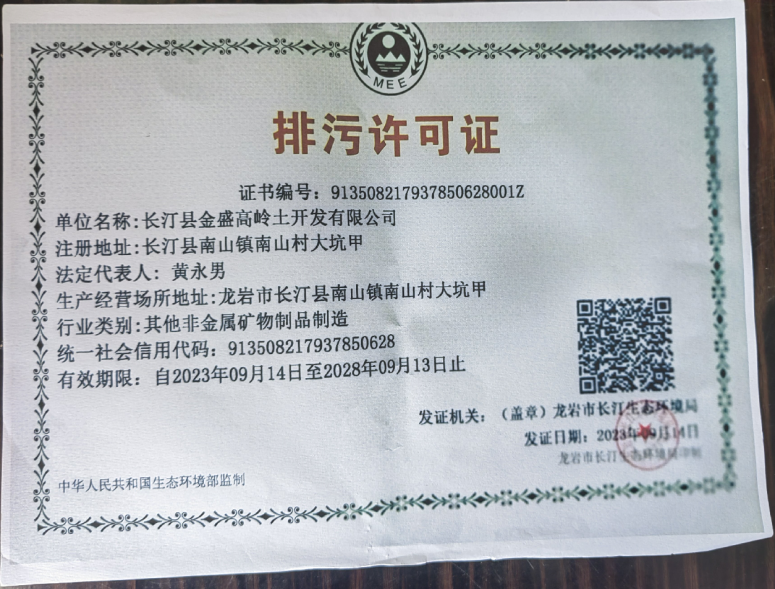 MEE
排污许可证
证书编号：913508217937850628001Z
单位名称:长汀县金盛高岭土开发有限公司
注册地址:长汀县南山镇南山村大坑甲
法定代表人：黄永男
生产经营场所地址:龙岩市长汀县南山镇南山村大坑甲
行业类别:其他非金属矿物制品制造
统一社会信用代码：913508217937850628
有效期限：自2023年09月14日至2028年09月13日止
发证机关：（盖章）龙岩市长汀生态环境局
发证日期：2023年09月14日
中华人民共和国生态环境部监制
龙岩市长汀生态环境局印制